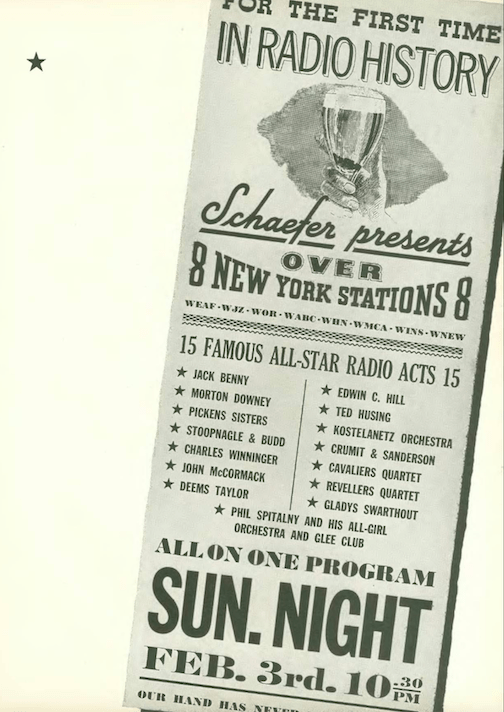 FOR THE FIRST TIME
IN RADIO HISTORY
Schaefer presents
OVER
8 NEW YORK STATIONS 8
WEAF · WJZ · WOR · WABC · WHN · WMCA · WINS · WNEW
15 FAMOUS ALL-STAR RADIO ACTS 15
★ JACK BENNY
★ MORTON DOWNEY
★ PICKENS SISTERS
★ STOOPNAGLE & BUDD
★ CHARLES WINNINGER
★ JOHN McCORMACK
★ DEEMS TAYLOR
★ EDWIN C. HILL
★ TED HUSING
★ KOSTELANETZ ORCHESTRA
★ CRUMIT & SANDERSON
★ CAVALIERS QUARTET
★ REVELLERS QUARTET
★ GLADYS SWARTHOUT
★ PHIL SPITALNY AND HIS ALL-GIRL
ORCHESTRA AND GLEE CLUB
ALL ON ONE PROGRAM
SUN. NIGHT
FEB. 3rd. 10:30 PM
OUR HAND HAS NEVER